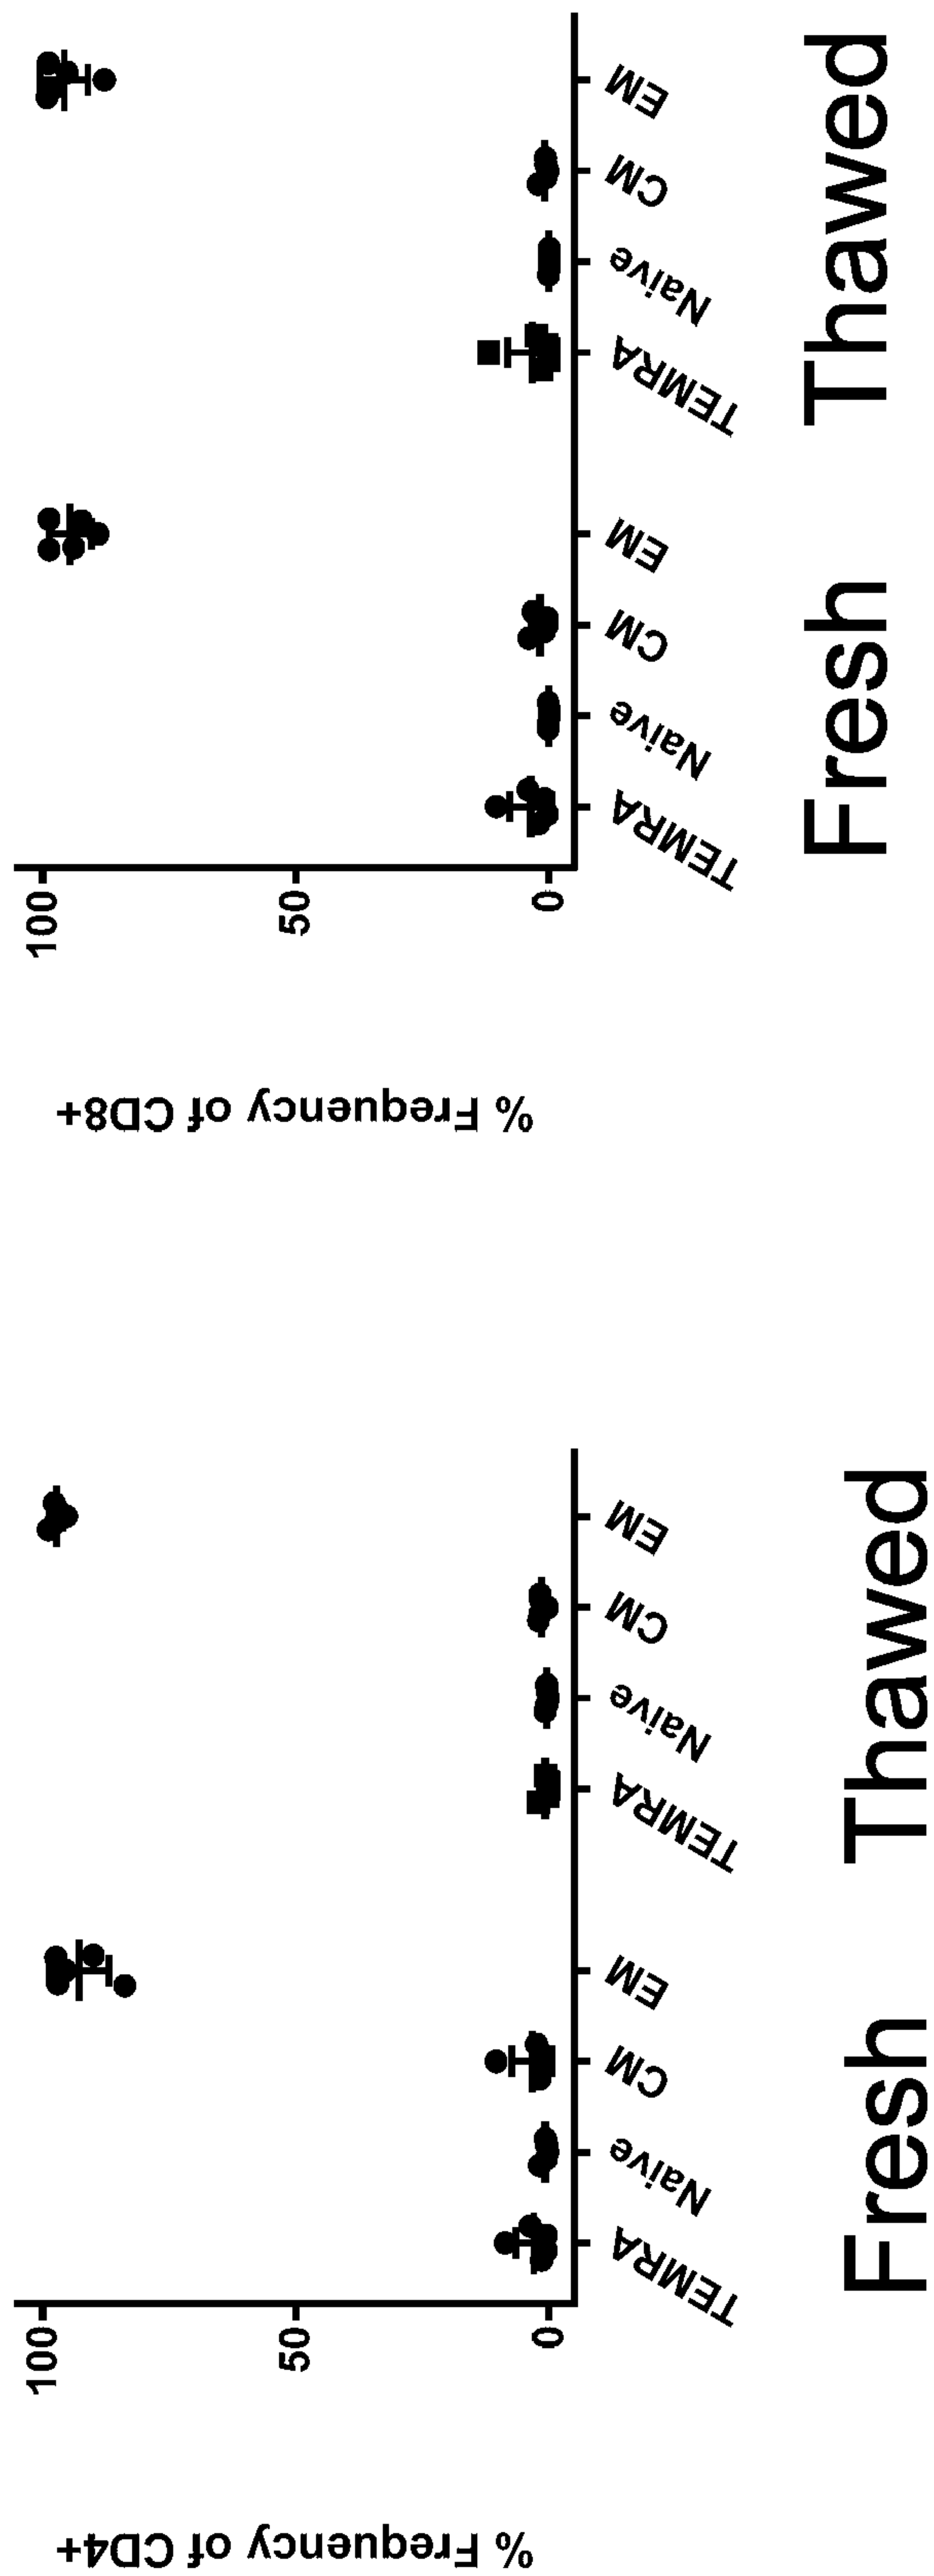 % Frequency of CD4+
100
50
0
TEMRA
Naive
CM
EM
TEMRA
Naive
CM
EM
Fresh
Thawed
% Frequency of CD8+
100
50
0
TEMRA
Naive
CM
EM
TEMRA
Naive
CM
EM
Fresh
Thawed